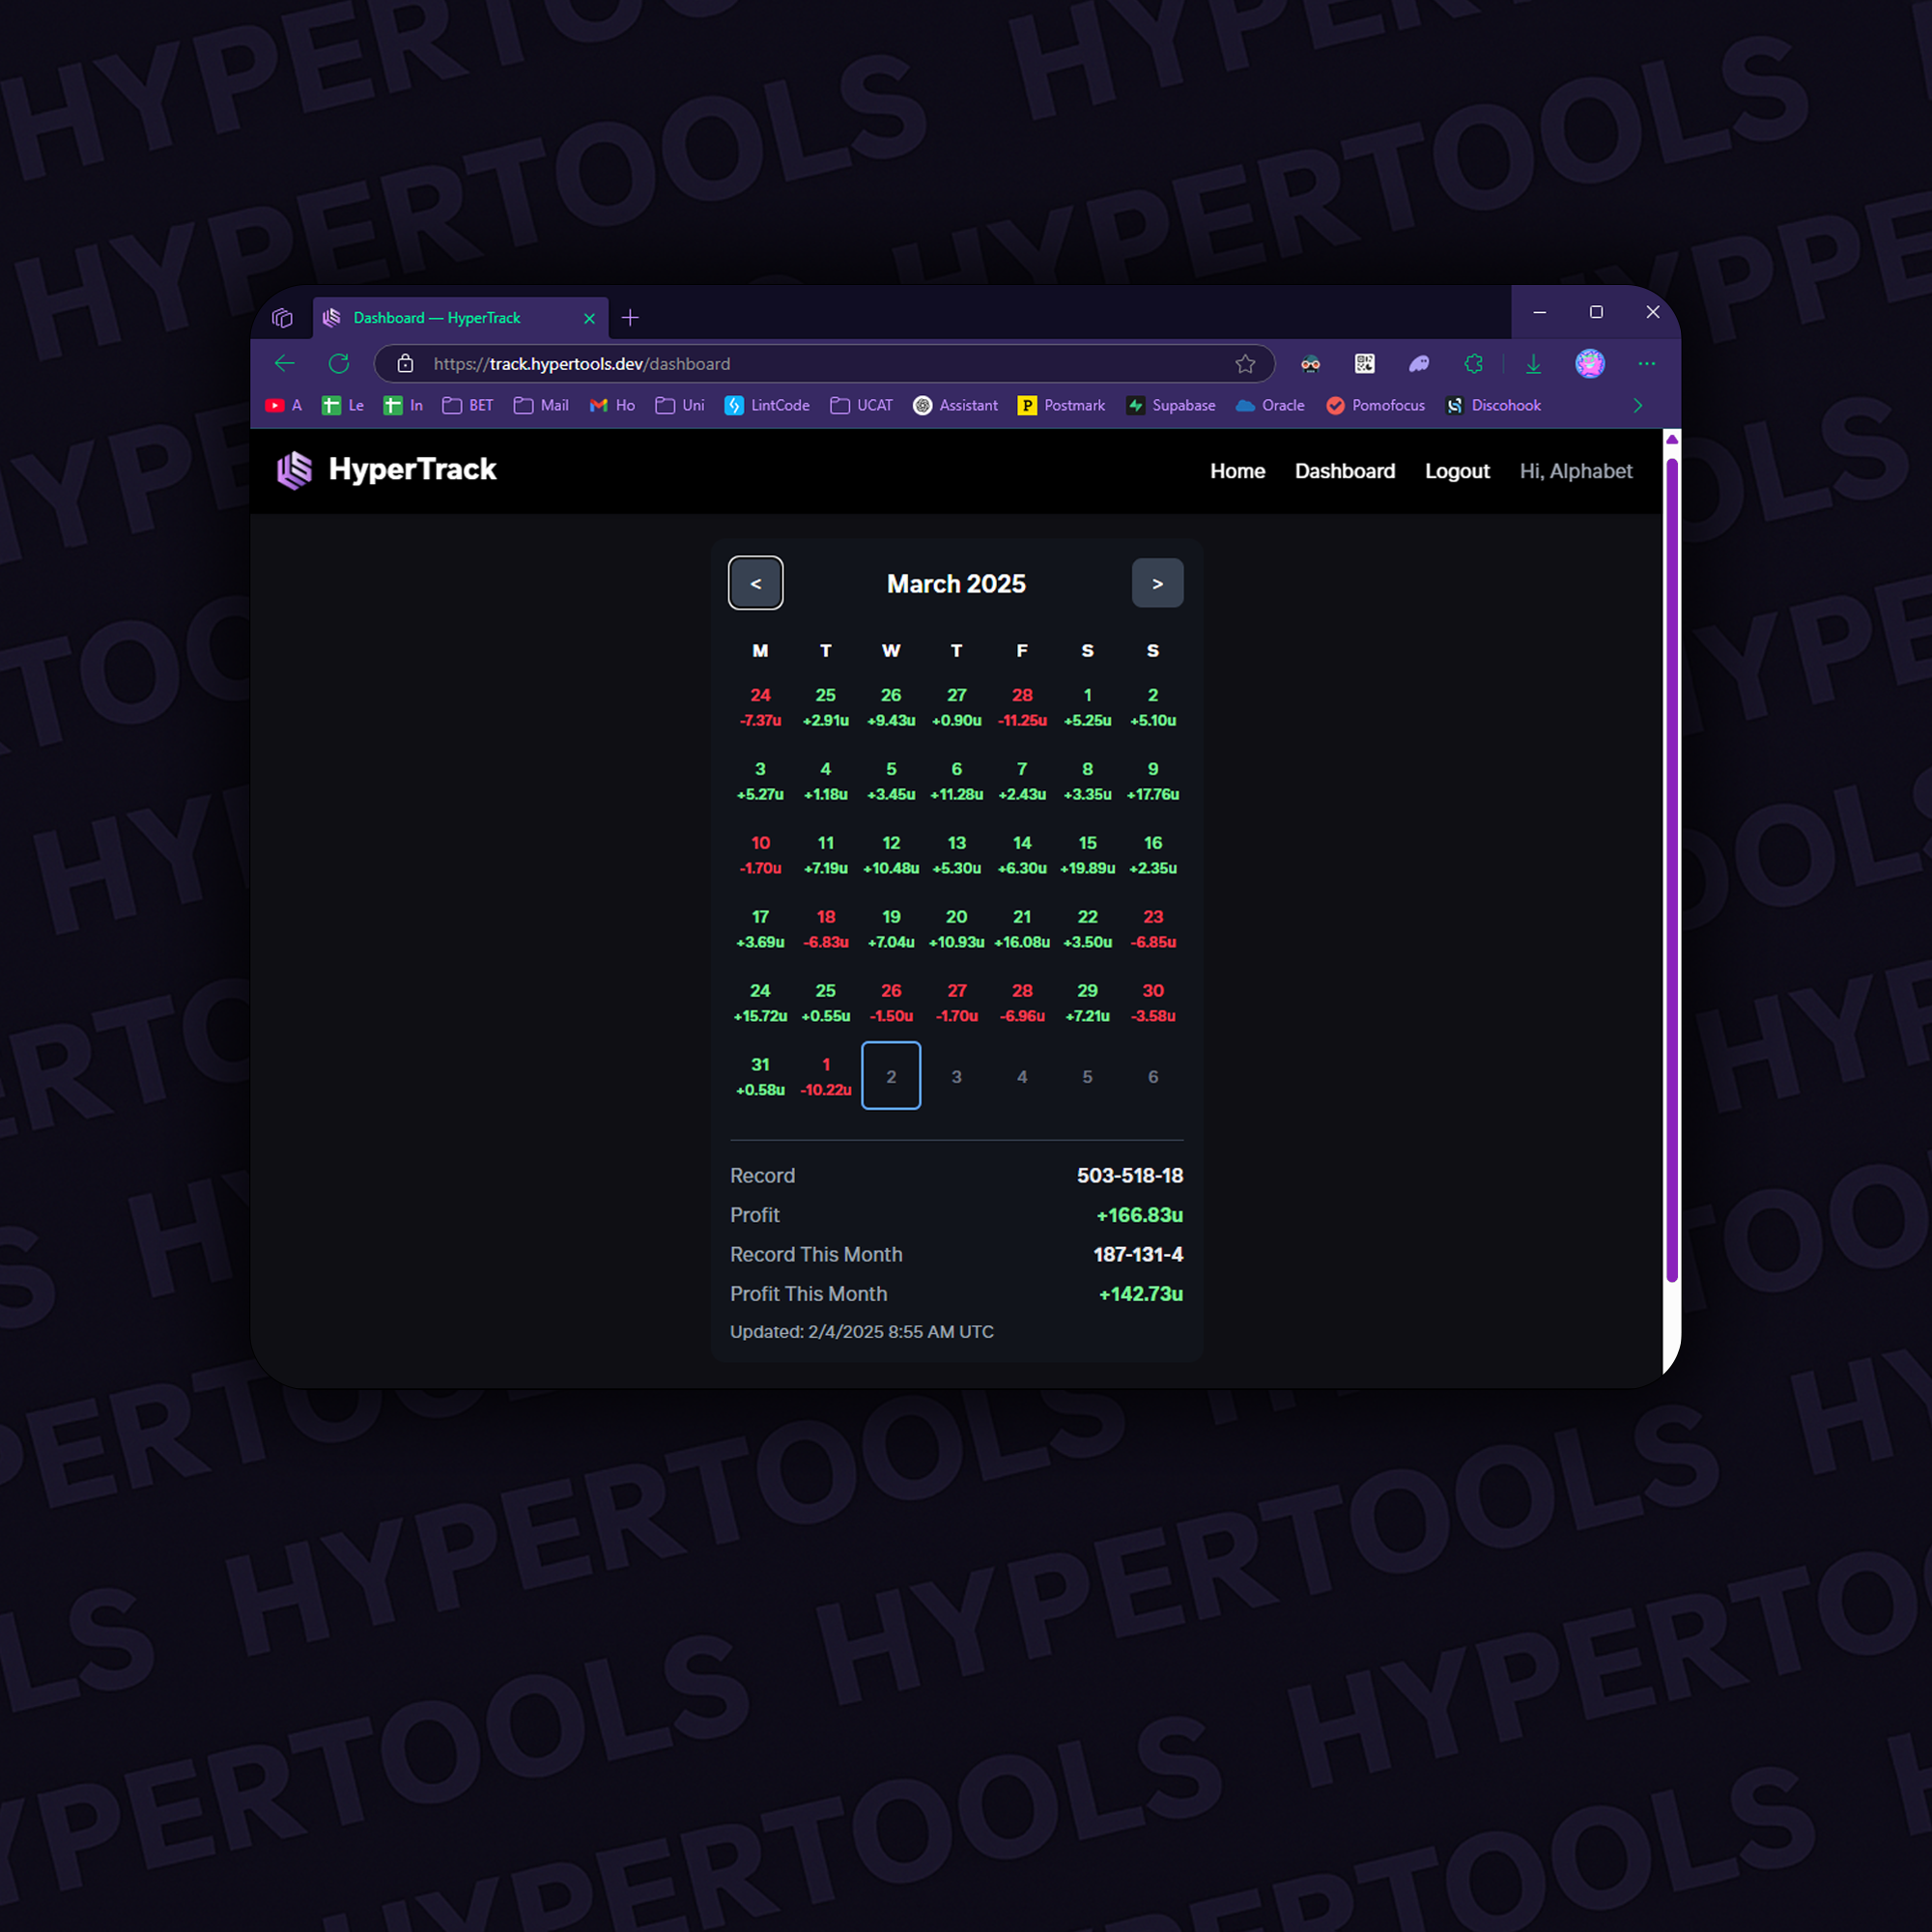 HYPERTOOLS HYPERTOOLS
HYPERTOOLS HYPERTOOLS
Dashboard — HyperTrack
https://track.hypertools.dev/dashboard
A Le In BET Mail Ho Uni LintCode UCAT Assistant Postmark Supabase Oracle Pomofocus Discohook
HyperTrack Home Dashboard Logout Hi, Alphabet
< March 2025 >
M T W T F S S
24 25 26 27 28 1 2
-7.37u +2.91u +9.43u +0.90u -11.25u +5.25u +5.10u
3 4 5 6 7 8 9
+5.27u +1.18u +3.45u +11.28u +2.43u +3.35u +17.76u
10 11 12 13 14 15 16
-1.70u +7.19u +10.48u +5.30u +6.30u +19.89u +2.35u
17 18 19 20 21 22 23
+3.69u -6.83u +7.04u +10.93u +16.08u +3.50u -6.85u
24 25 26 27 28 29 30
+15.72u +0.55u -1.50u -1.70u -6.96u +7.21u -3.58u
31 1 2 3 4 5 6
+0.58u -10.22u
Record 503-518-18
Profit +166.83u
Record This Month 187-131-4
Profit This Month +142.73u
Updated: 2/4/2025 8:55 AM UTC
HYPERTOOLS HYPERTOOLS
HYPERTOOLS HYPERTOOLS
HYPERTOOLS HYPERTOOLS